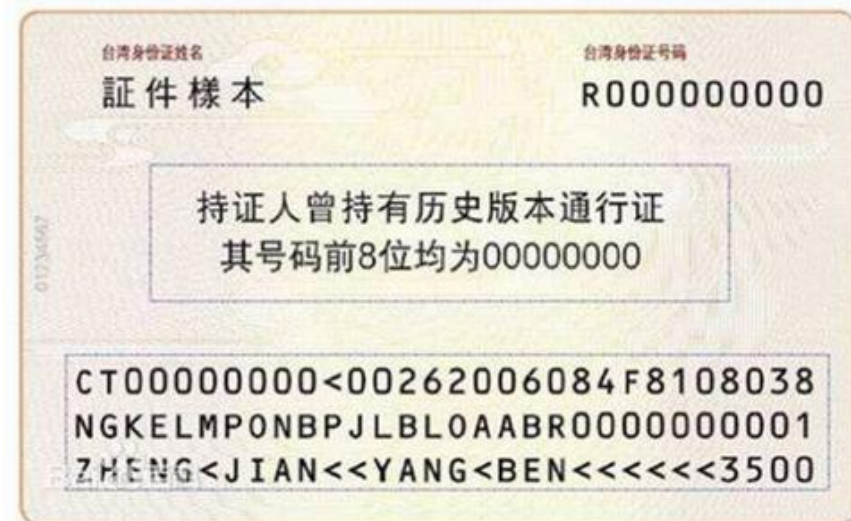 台湾身份证姓名
台湾身份证号码
証件樣本
R000000000
持证人曾持有历史版本通行证
其号码前8位均为00000000
01234567
CT00000000<00262006084F8108038
NGKELMPONBPJLBLOAABR0000000001
ZHENG<JIAN<<YANG<BEN<<<<<<3500